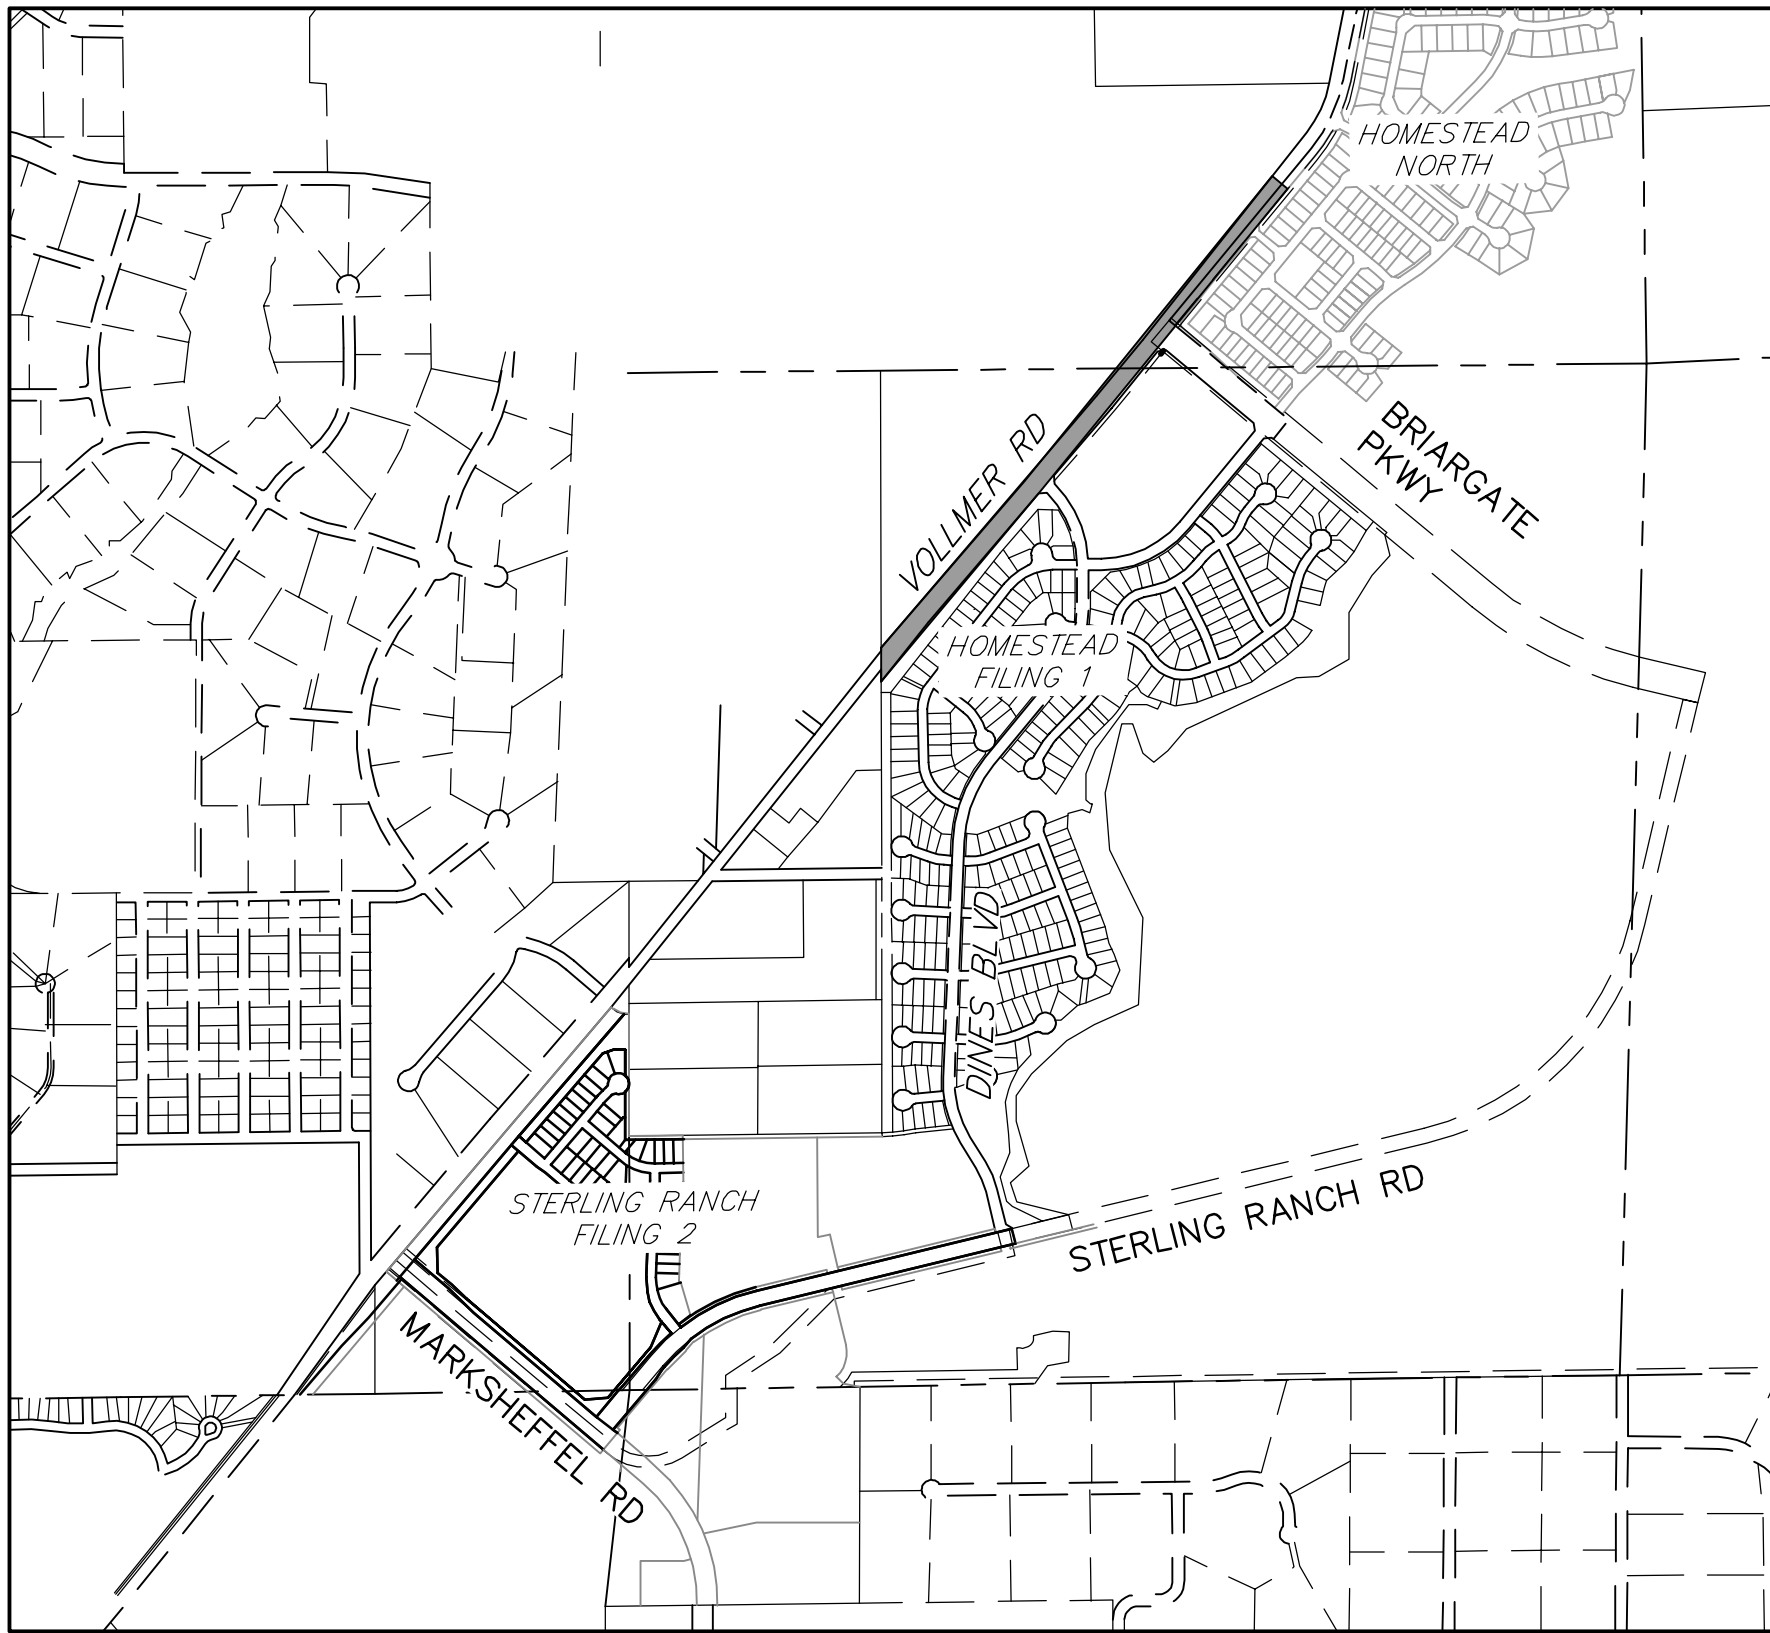 HOMESTEAD
NORTH
BRIARGATE
PKWY
VOLLMER RD
HOMESTEAD
FILING 1
DINES BLVD
STERLING RANCH
FILING 2
STERLING RANCH RD
MARKSHEFFEL RD